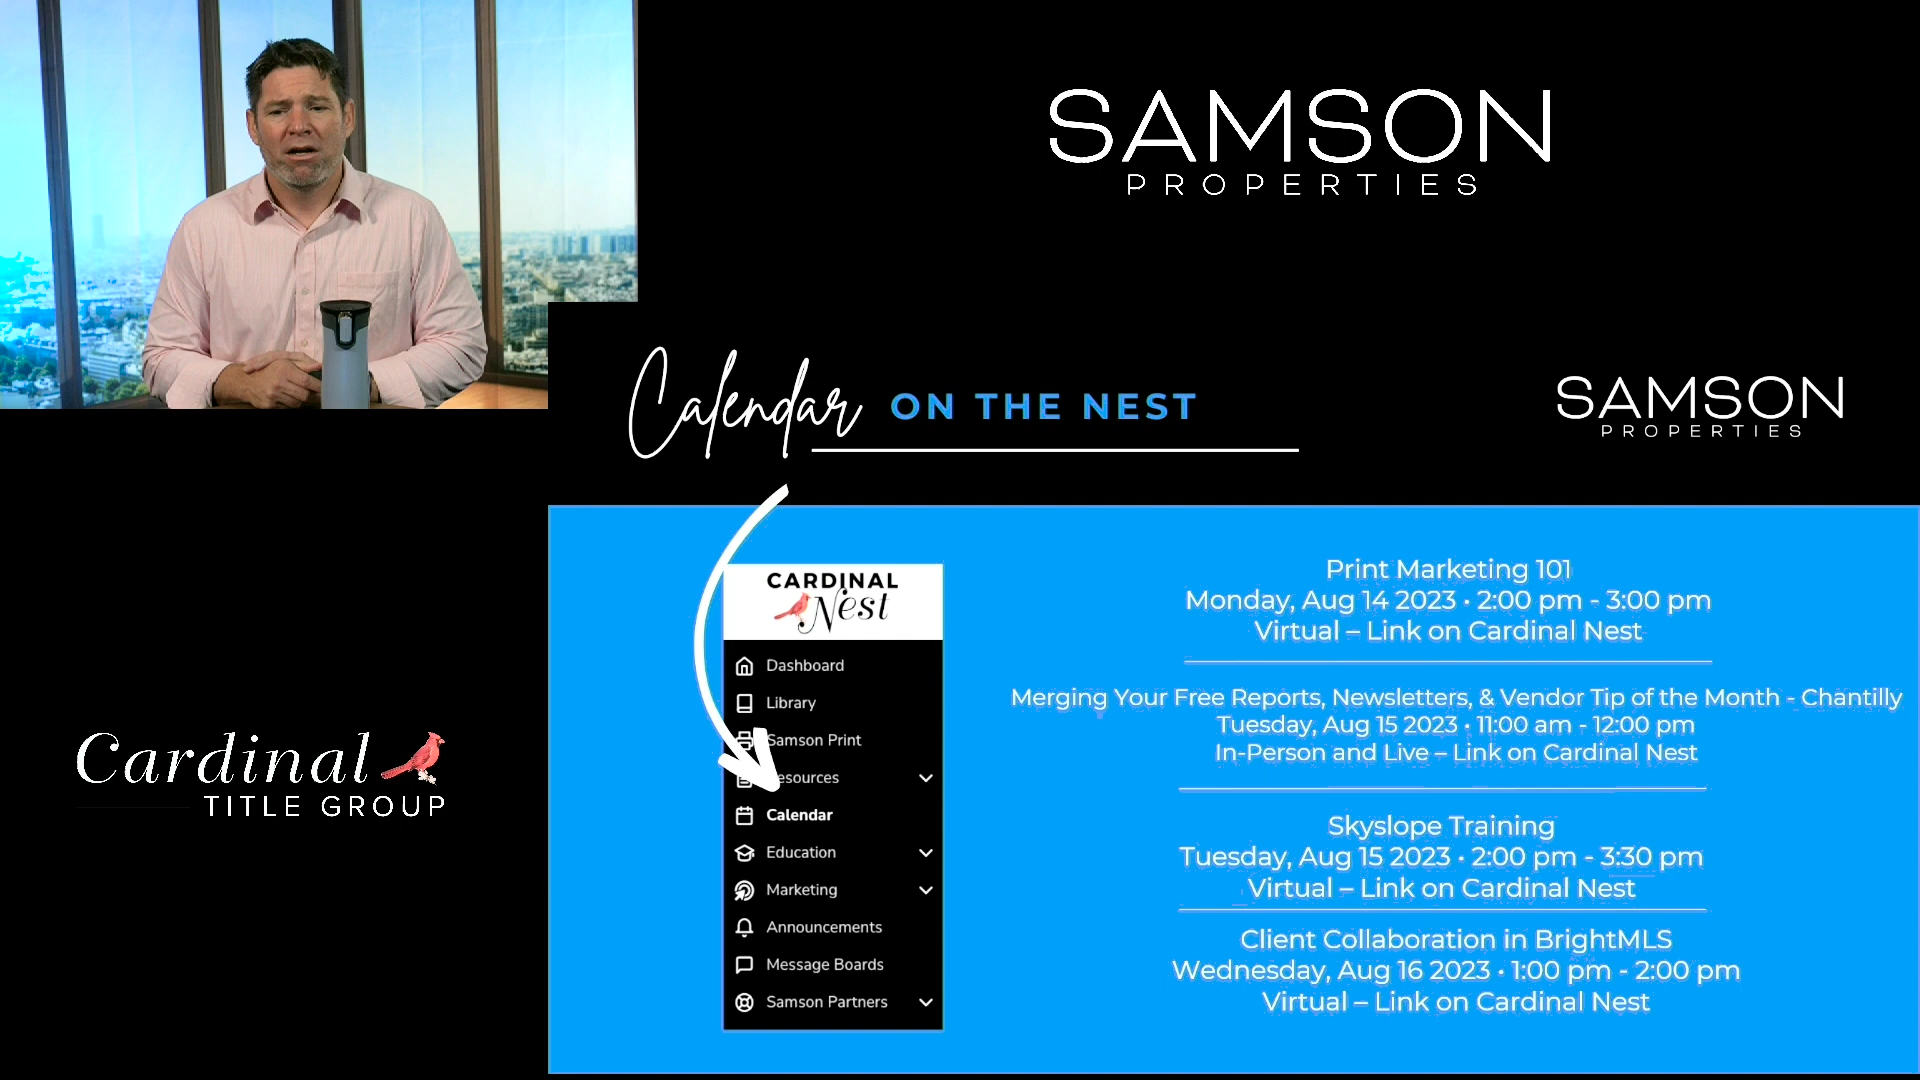 SAMSON
PROPERTIES
Calendar ON THE NEST
SAMSON
PROPERTIES
CARDINAL
Nest
Dashboard
Library
Samson Print
esources
Calendar
Education
Marketing
Announcements
Message Boards
Samson Partners
Print Marketing 101
Monday, Aug 14 2023 • 2:00 pm - 3:00 pm
Virtual – Link on Cardinal Nest
Merging Your Free Reports, Newsletters, & Vendor Tip of the Month - Chantilly
Tuesday, Aug 15 2023 • 11:00 am - 12:00 pm
In-Person and Live – Link on Cardinal Nest
Skyslope Training
Tuesday, Aug 15 2023 • 2:00 pm - 3:30 pm
Virtual – Link on Cardinal Nest
Client Collaboration in BrightMLS
Wednesday, Aug 16 2023 • 1:00 pm - 2:00 pm
Virtual – Link on Cardinal Nest
Cardinal
TITLE GROUP